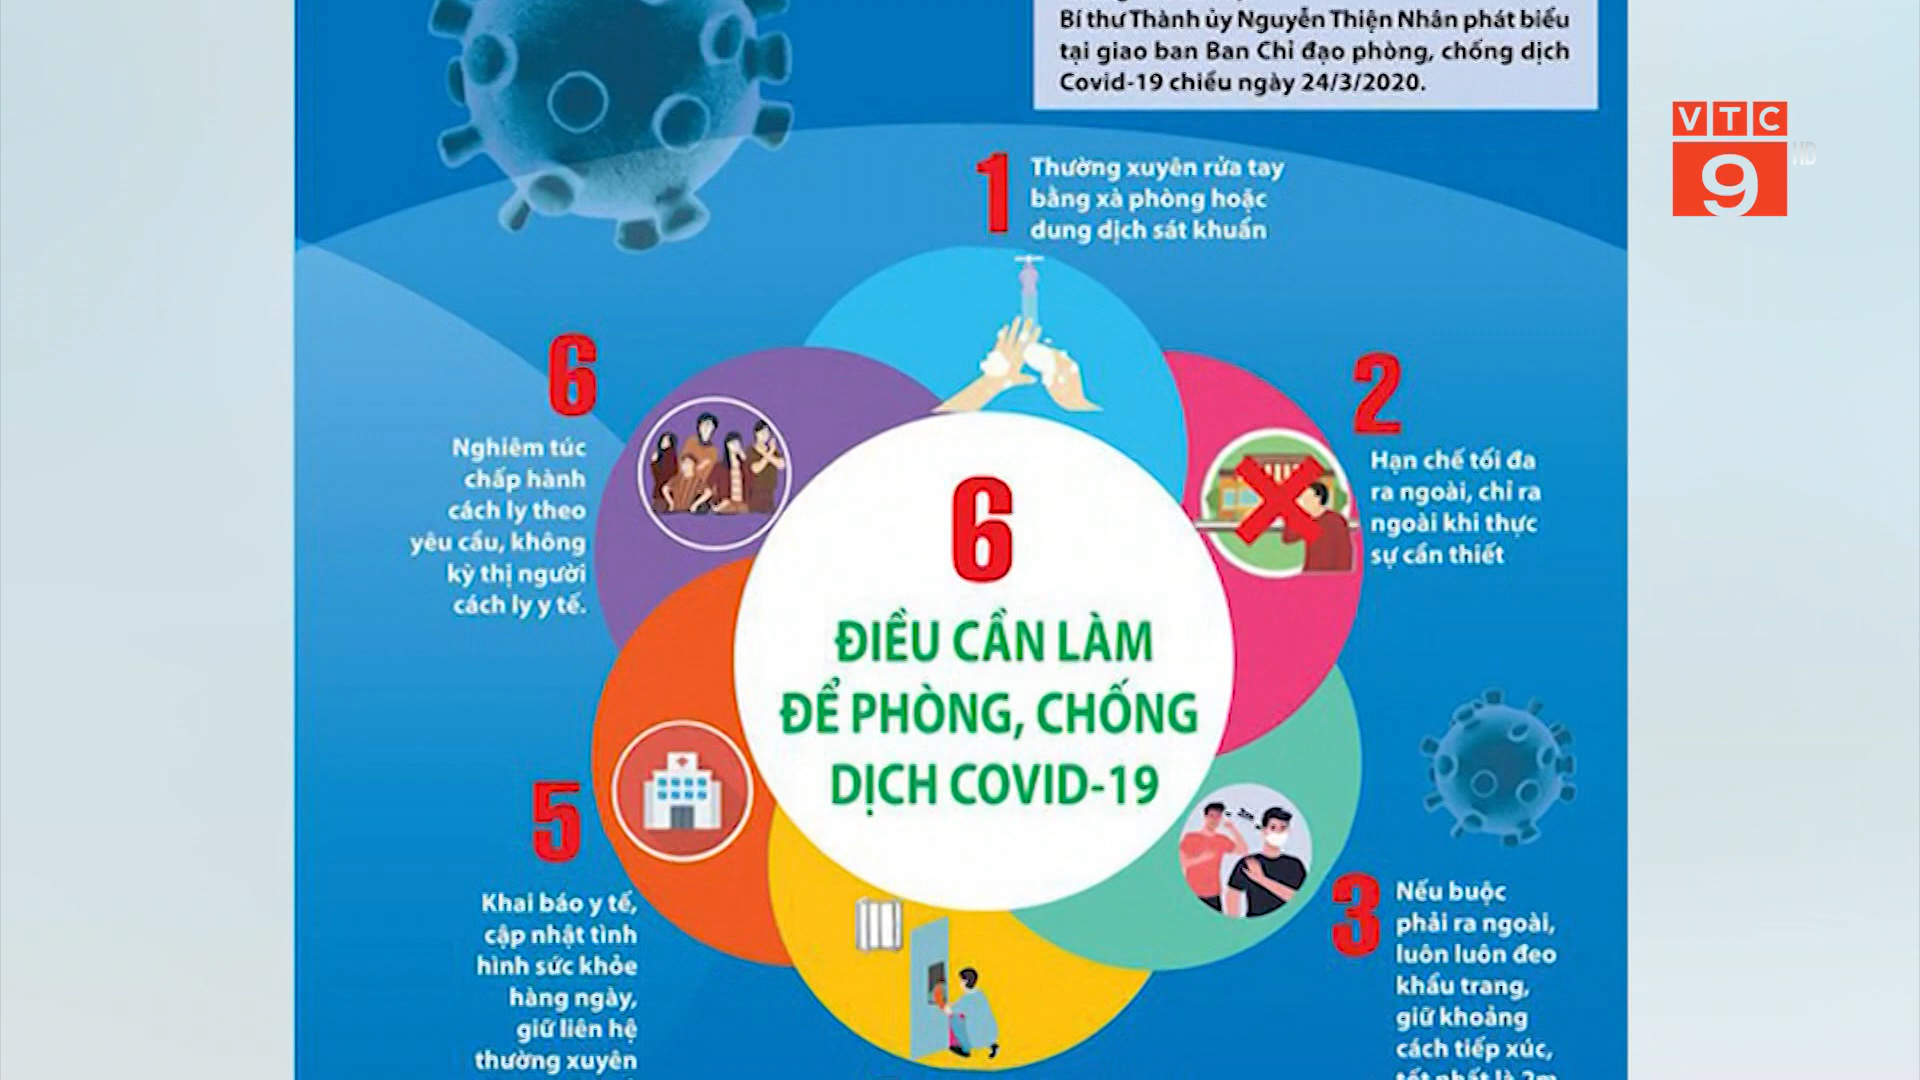 Bí thư Thành ủy Nguyễn Thiện Nhân phát biểu
tại giao ban Ban Chỉ đạo phòng, chống dịch
Covid-19 chiều ngày 24/3/2020.
VTC
9
HD
1
Thường xuyên rửa tay
bằng xà phòng hoặc
dung dịch sát khuẩn
2
Hạn chế tối đa
ra ngoài, chỉ ra
ngoài khi thực
sự cần thiết
6
Nghiêm túc
chấp hành
cách ly theo
yêu cầu, không
kỳ thị người
cách ly y tế.
6
ĐIỀU CẦN LÀM
ĐỂ PHÒNG, CHỐNG
DỊCH COVID-19
3
Nếu buộc
phải ra ngoài,
luôn luôn đeo
khẩu trang,
giữ khoảng
cách tiếp xúc,
tốt nhất là 2m
5
Khai báo y tế,
cập nhật tình
hình sức khỏe
hàng ngày,
giữ liên hệ
thường xuyên